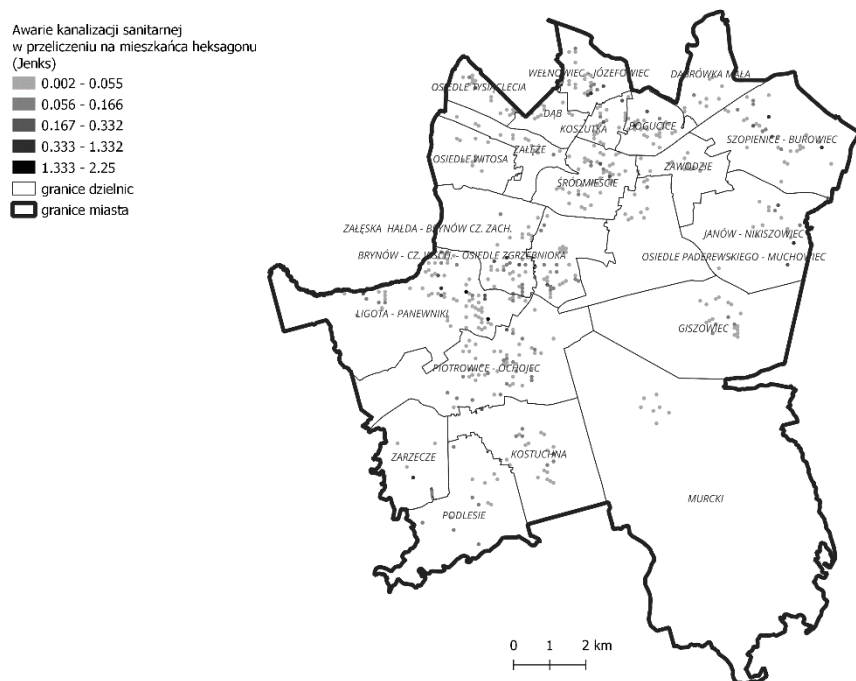 Awarie kanalizacji sanitarnej
w przeliczeniu na mieszkańca heksagonu
(Jenks)
0.002 - 0.055
0.056 - 0.166
0.167 - 0.332
0.333 - 1.332
1.333 - 2.25
granice dzielnic
granice miasta
WEŁNOWIEC - JÓZEFOWIEC
DĄBRÓWKA MAŁA
OSIEDLE TYSIĄCLECIA
DĄB
KOSZUTKA
BOGUCICE
SZOPIENICE - BUROWIEC
ZAŁĘŻE
OSIEDLE WITOSA
ZAWODZIE
ŚRÓDMIEŚCIE
ZAŁĘSKA HAŁDA - BRYNÓW CZ. ZACH.
JANÓW - NIKISZOWIEC
BRYNÓW - CZ. WSCH. - OSIEDLE ZGRZEBNIOKA
OSIEDLE PADEREWSKIEGO - MUCHOWIEC
LIGOTA - PANEWNIKI
GISZOWIEC
PIOTROWICE - OCHOJEC
ZARZECZE
KOSTUCHNA
MURCKI
PODLESIE
0 1 2 km